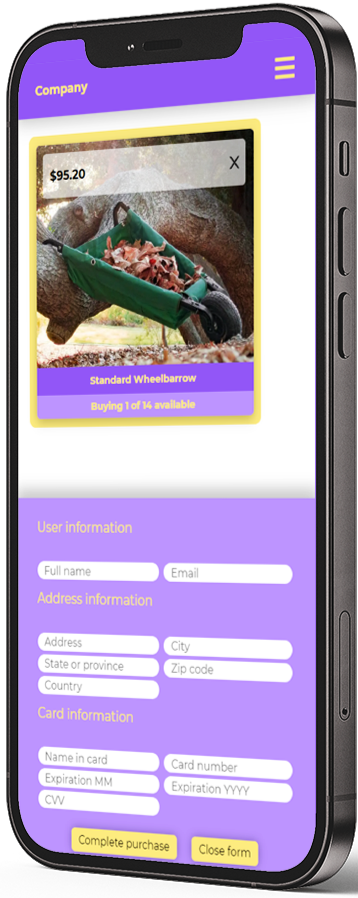 Company
$95.20 X
Standard Wheelbarrow
Buying 1 of 14 available
User information
Full name Email
Address information
Address City
State or province Zip code
Country
Card information
Name in card Card number
Expiration MM Expiration YYYY
CVV
Complete purchase Close form